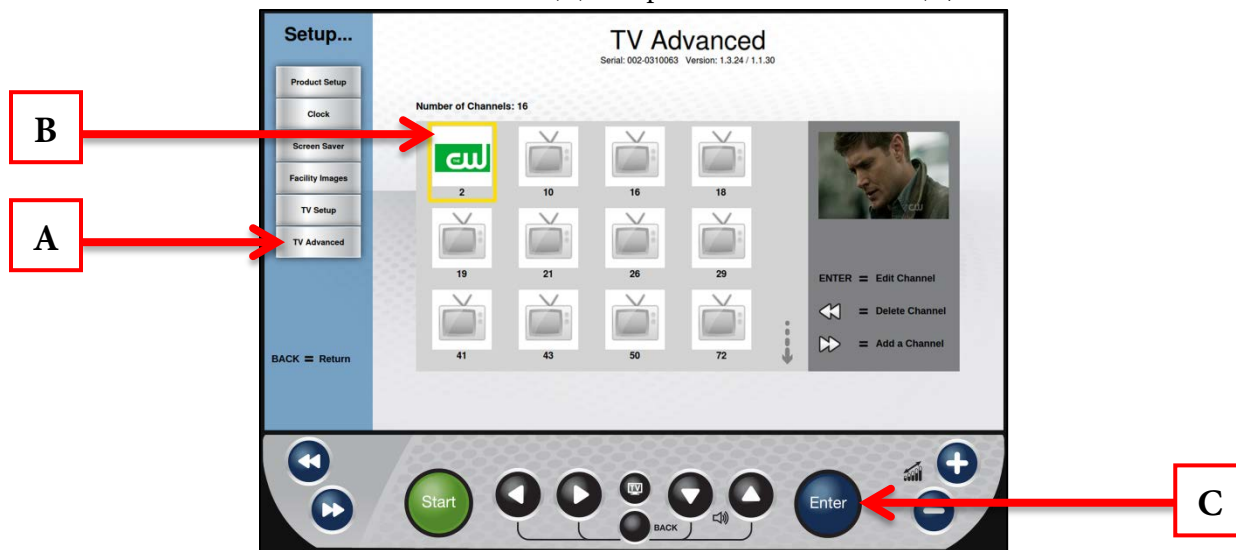 Setup...
TV Advanced
Serial: 002-0310063 Version: 1.3.24 / 1.1.30
Product Setup
Clock
Screen Saver
Facility Images
TV Setup
TV Advanced
BACK = Return
Number of Channels: 16
THE CW
2
10
16
18
19
21
26
29
41
43
50
72
cw
ENTER = Edit Channel
= Delete Channel
= Add a Channel
B
A
C
Start
TV
BACK
Enter